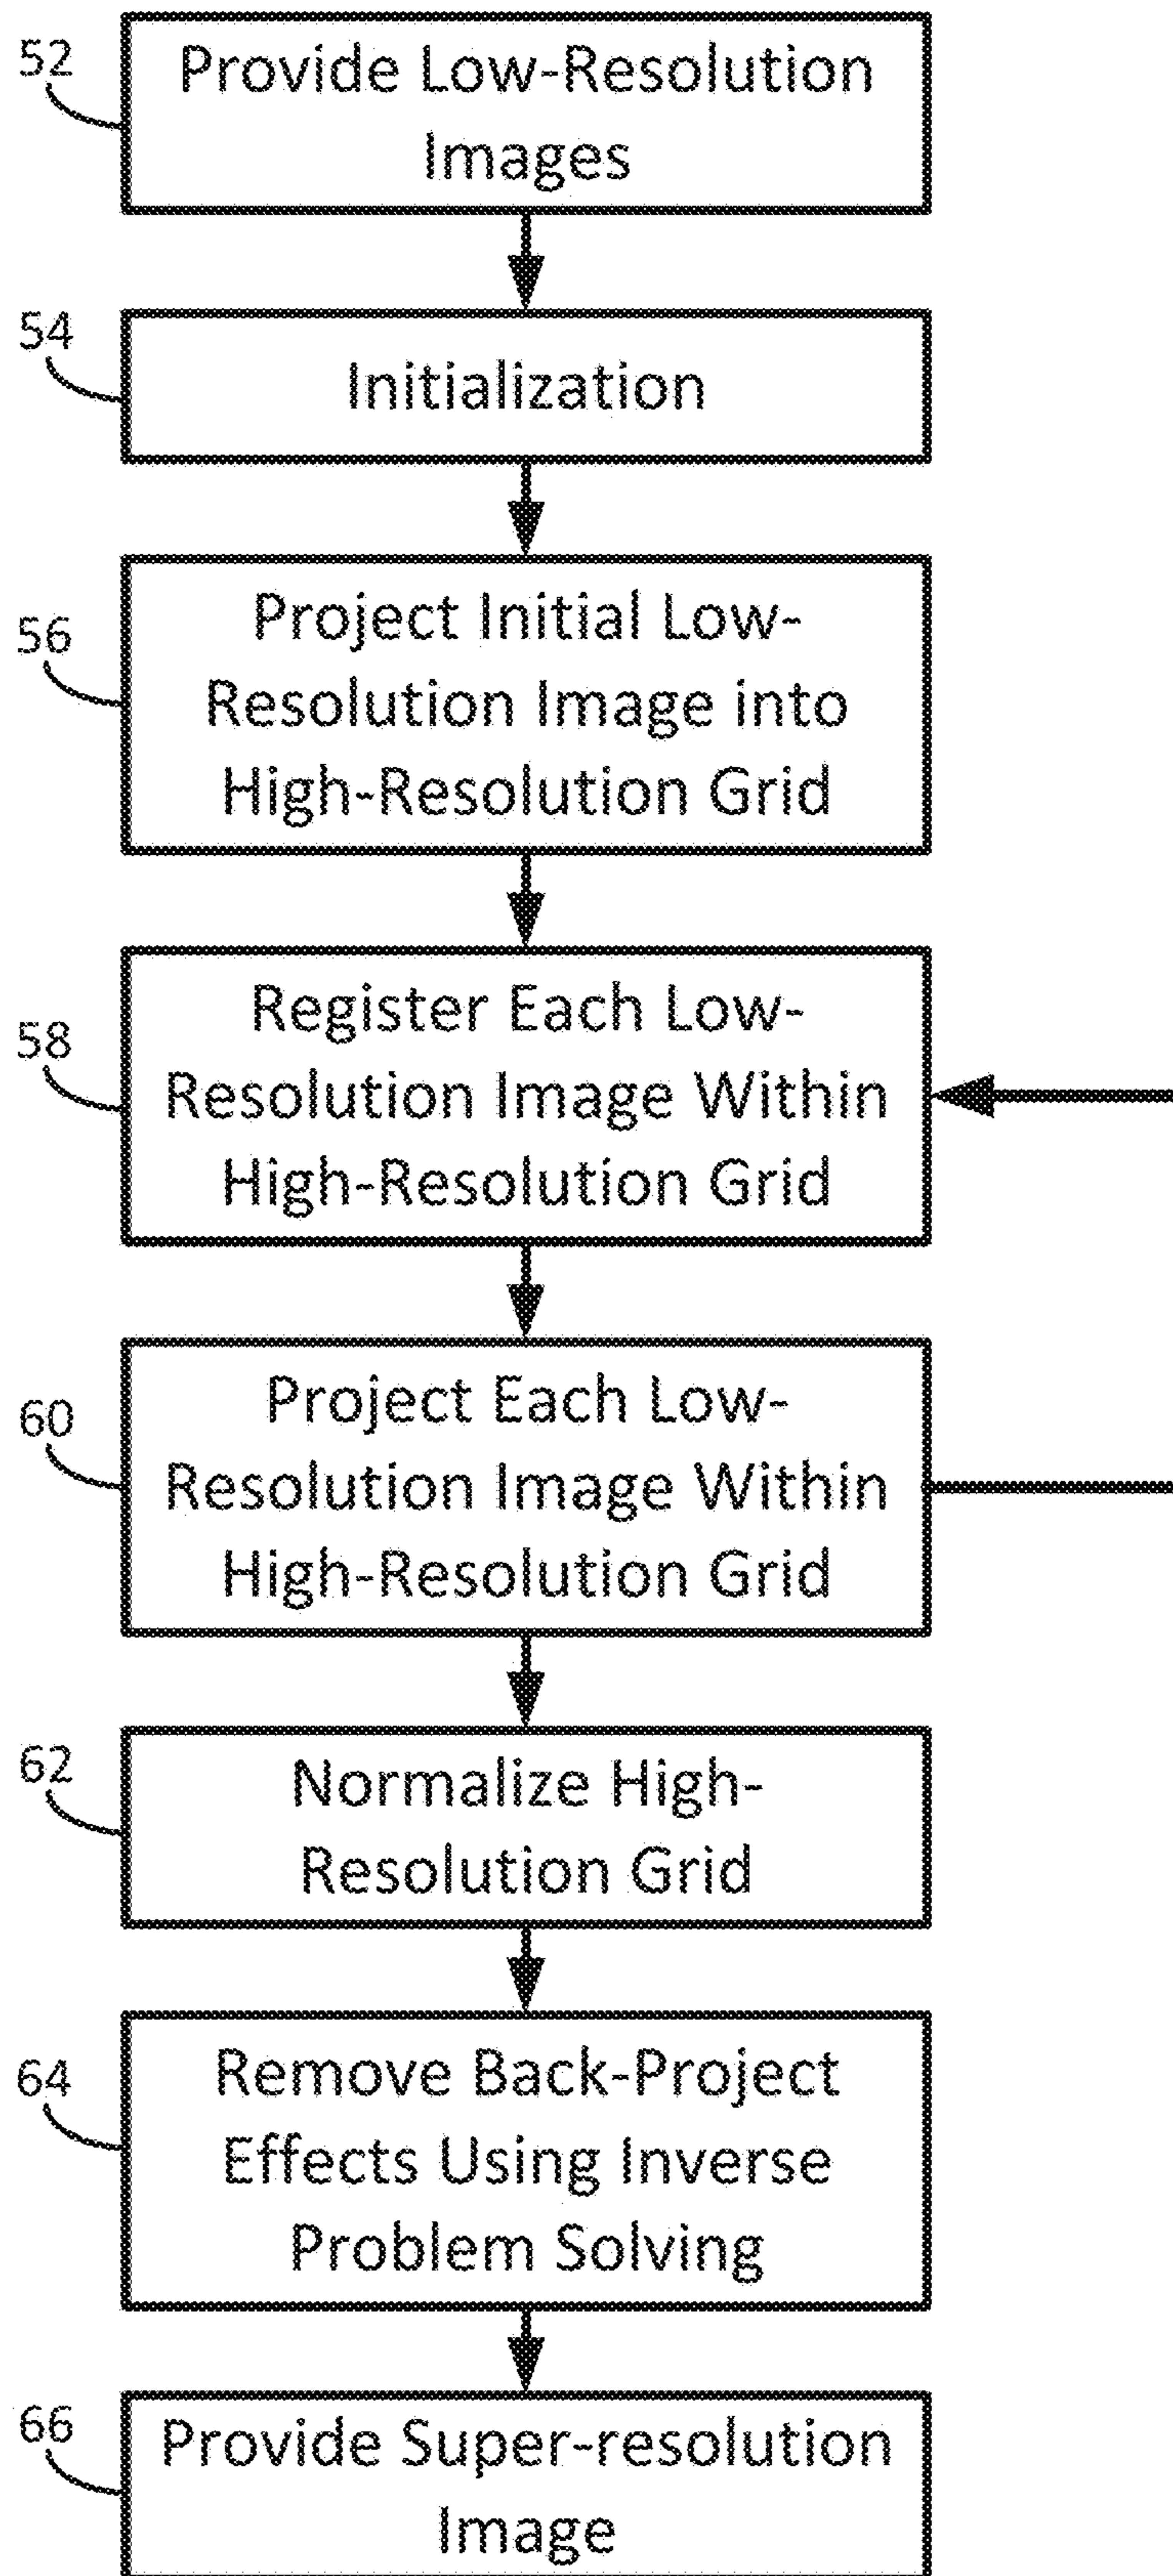 52
Provide Low-Resolution
Images
54
Initialization
56
Project Initial Low-
Resolution Image into
High-Resolution Grid
58
Register Each Low-
Resolution Image Within
High-Resolution Grid
60
Project Each Low-
Resolution Image Within
High-Resolution Grid
62
Normalize High-
Resolution Grid
64
Remove Back-Project
Effects Using Inverse
Problem Solving
66
Provide Super-resolution
Image